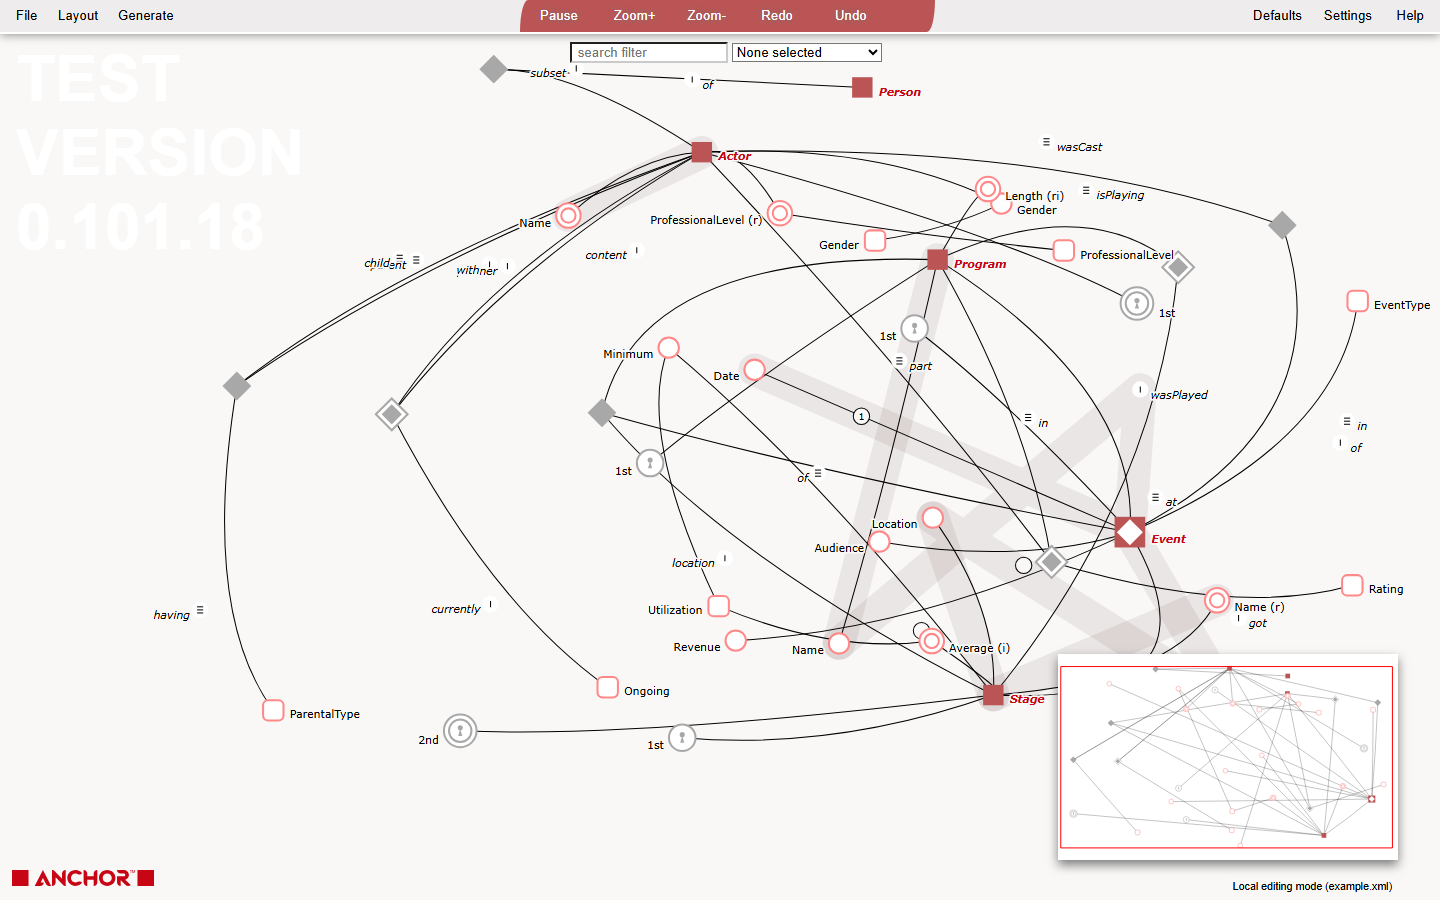 File Layout Generate Pause Zoom+ Zoom- Redo Undo Defaults Settings Help
TEST
VERSION
0.101.18
search filter None selected
subset
of
Person
wasCast
Actor
isPlaying
Length (ri)
Gender
Name
ProfessionalLevel (r)
Gender
content
ProfessionalLevel
child
Program
1st
EventType
1st
Minimum
part
Date
1
wasPlayed
in
in
of
1st
of
at
Location
Event
Audience
location
Rating
Utilization
Name (r)
having
currently
got
Revenue
Name
Average (i)
Ongoing
Stage
ParentalType
2nd
1st
ANCHOR™
Local editing mode (example.xml)